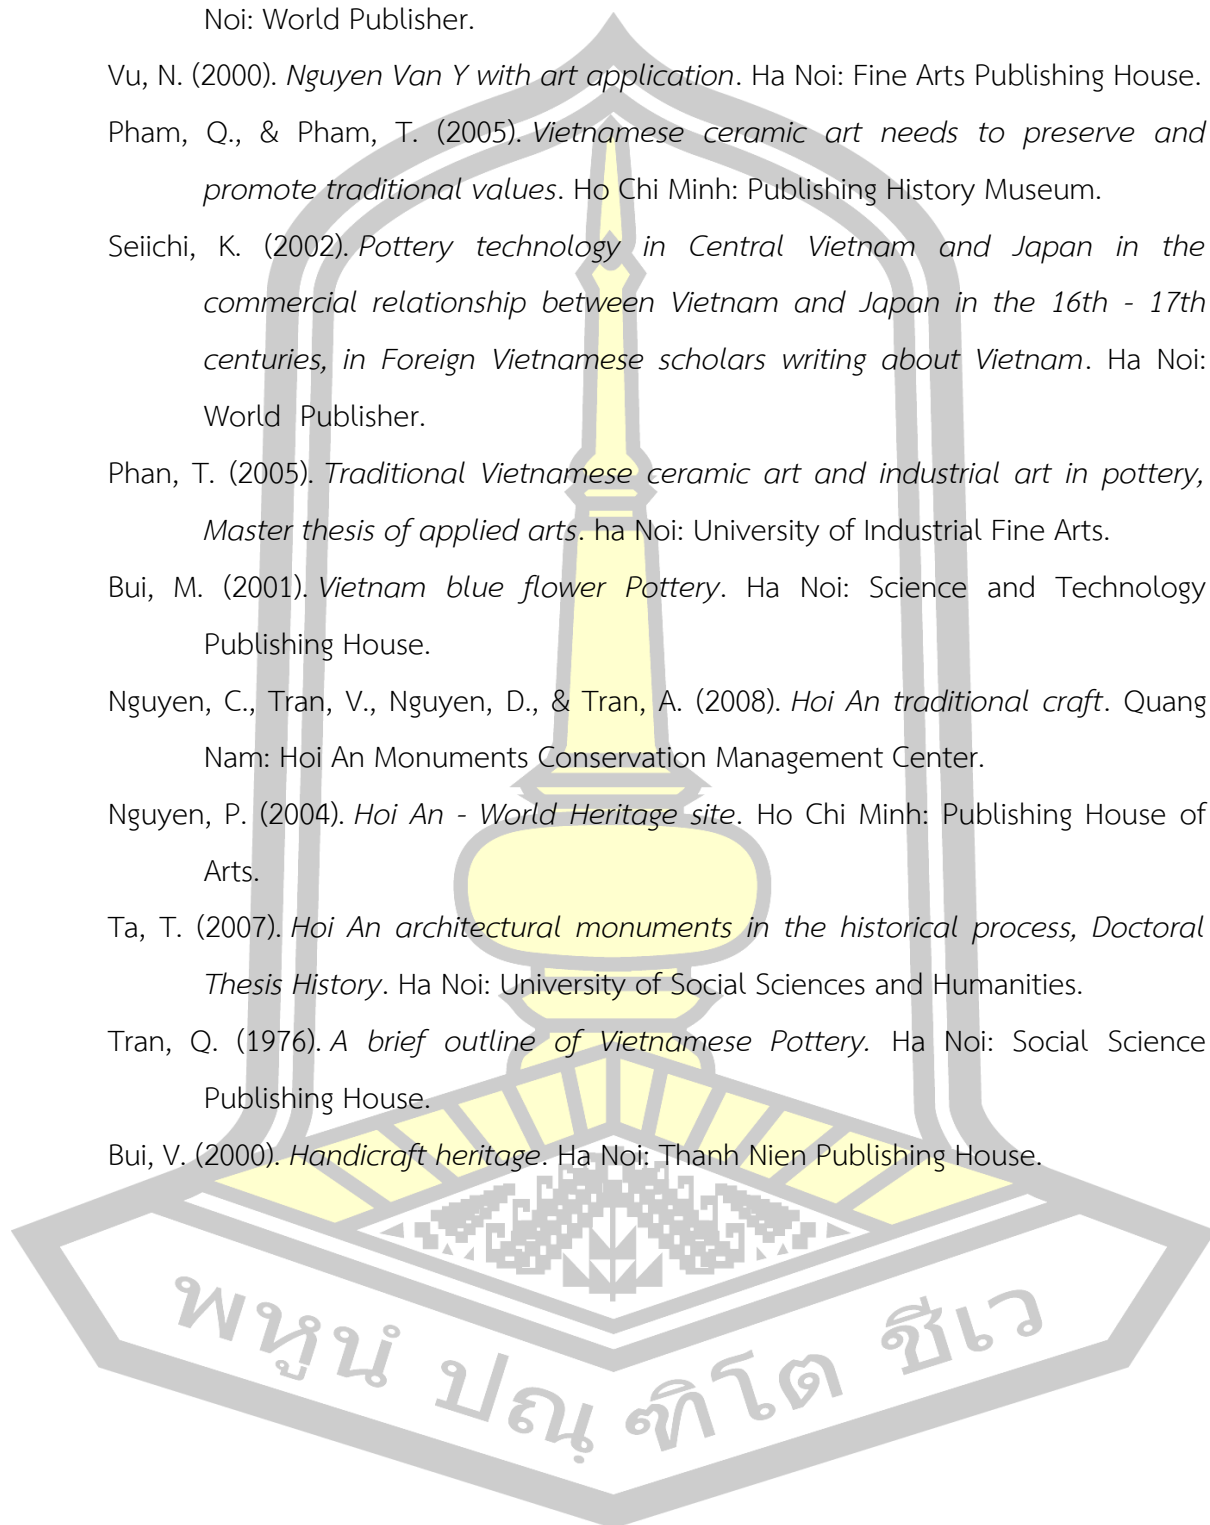 Noi: World Publisher.
Vu, N. (2000). Nguyen Van Y with art application. Ha Noi: Fine Arts Publishing House.
Pham, Q., & Pham, T. (2005). Vietnamese ceramic art needs to preserve and
promote traditional values. Ho Chi Minh: Publishing History Museum.
Seiichi, K. (2002). Pottery technology in Central Vietnam and Japan in the
commercial relationship between Vietnam and Japan in the 16th - 17th
centuries, in Foreign Vietnamese scholars writing about Vietnam. Ha Noi:
World Publisher.
Phan, T. (2005). Traditional Vietnamese ceramic art and industrial art in pottery,
Master thesis of applied arts. ha Noi: University of Industrial Fine Arts.
Bui, M. (2001). Vietnam blue flower Pottery. Ha Noi: Science and Technology
Publishing House.
Nguyen, C., Tran, V., Nguyen, D., & Tran, A. (2008). Hoi An traditional craft. Quang
Nam: Hoi An Monuments Conservation Management Center.
Nguyen, P. (2004). Hoi An - World Heritage site. Ho Chi Minh: Publishing House of
Arts.
Ta, T. (2007). Hoi An architectural monuments in the historical process, Doctoral
Thesis History. Ha Noi: University of Social Sciences and Humanities.
Tran, Q. (1976). A brief outline of Vietnamese Pottery. Ha Noi: Social Science
Publishing House.
Bui, V. (2000). Handicraft heritage. Ha Noi: Thanh Nien Publishing House.
พหูนํ ปณฺฑิโต ชีเว